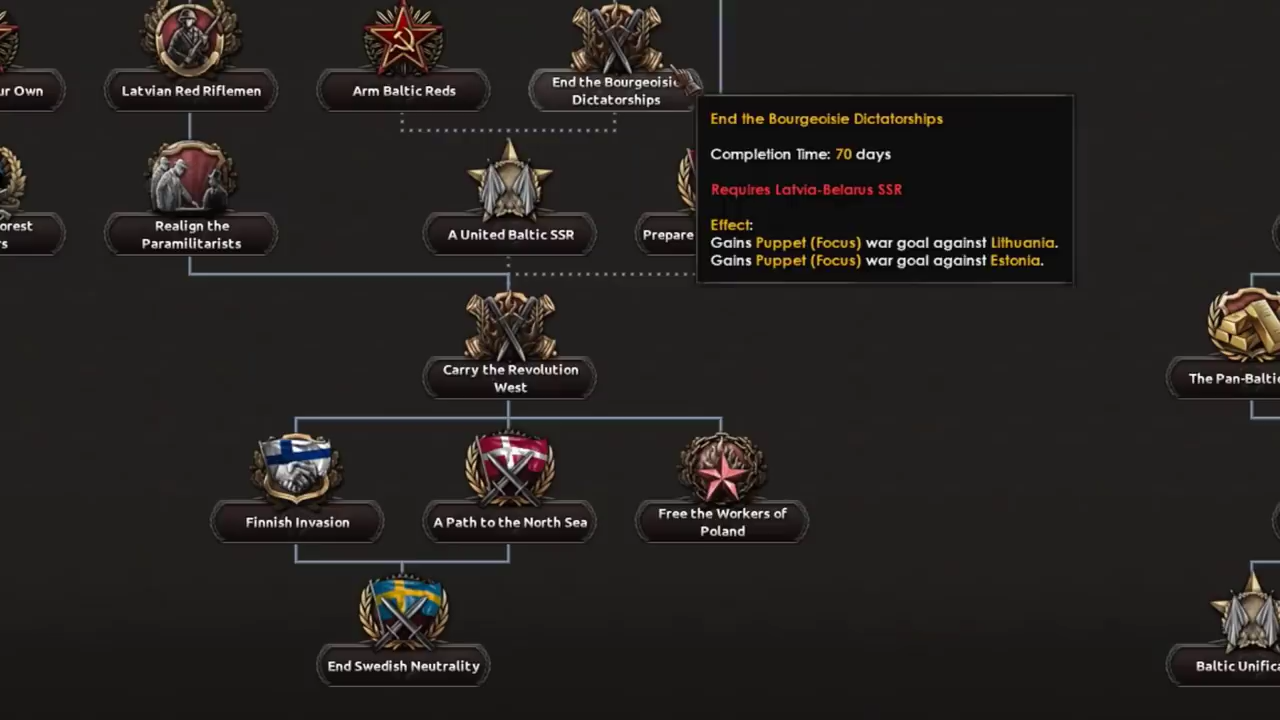 ur Own
Latvian Red Riflemen
Arm Baltic Reds
End the Bourgeoisie
Dictatorships
End the Bourgeoisie Dictatorships
Completion Time: 70 days
Requires Latvia-Belarus SSR
Effect:
Gains Puppet (Focus) war goal against Lithuania.
Gains Puppet (Focus) war goal against Estonia.
orest
rs
Realign the
Paramilitarists
A United Baltic SSR
Prepare
Carry the Revolution
West
The Pan-Baltic
Finnish Invasion
A Path to the North Sea
Free the Workers of
Poland
End Swedish Neutrality
Baltic Unifica